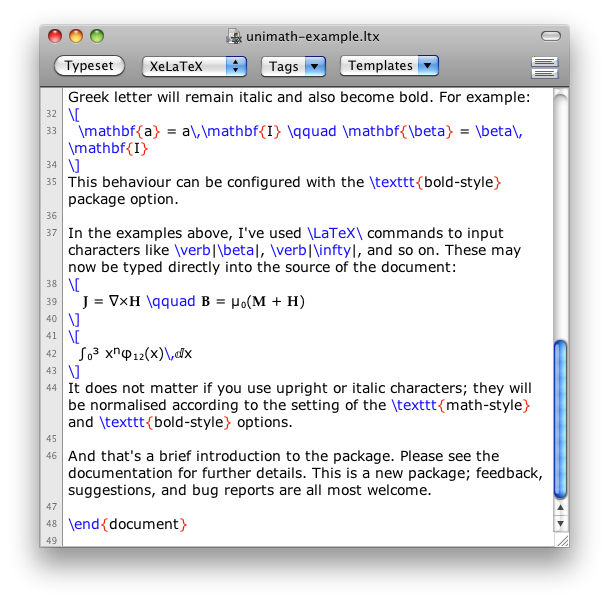 unimath-example.ltx
Typeset XeLaTeX Tags Templates
Greek letter will remain italic and also become bold. For example:
32 \[
33 \mathbf{a} = a\,\mathbf{I} \qquad \mathbf{\beta} = \beta\,
\mathbf{I}
34 \]
35 This behaviour can be configured with the \texttt{bold-style}
package option.
36
37 In the examples above, I've used \LaTeX\ commands to input
characters like \verb|\beta|, \verb|\infty|, and so on. These may
now be typed directly into the source of the document:
38 \[
39 𝐉 = ∇×𝐇 \qquad 𝐁 = μ₀(𝐌 + 𝐇)
40 \]
41 \[
42 ∫₀³ xⁿφ₁₂(x)\,ⅆx
43 \]
44 It does not matter if you use upright or italic characters; they will
be normalised according to the setting of the \texttt{math-style}
and \texttt{bold-style} options.
45
46 And that's a brief introduction to the package. Please see the
documentation for further details. This is a new package; feedback,
suggestions, and bug reports are all most welcome.
47
48 \end{document}
49